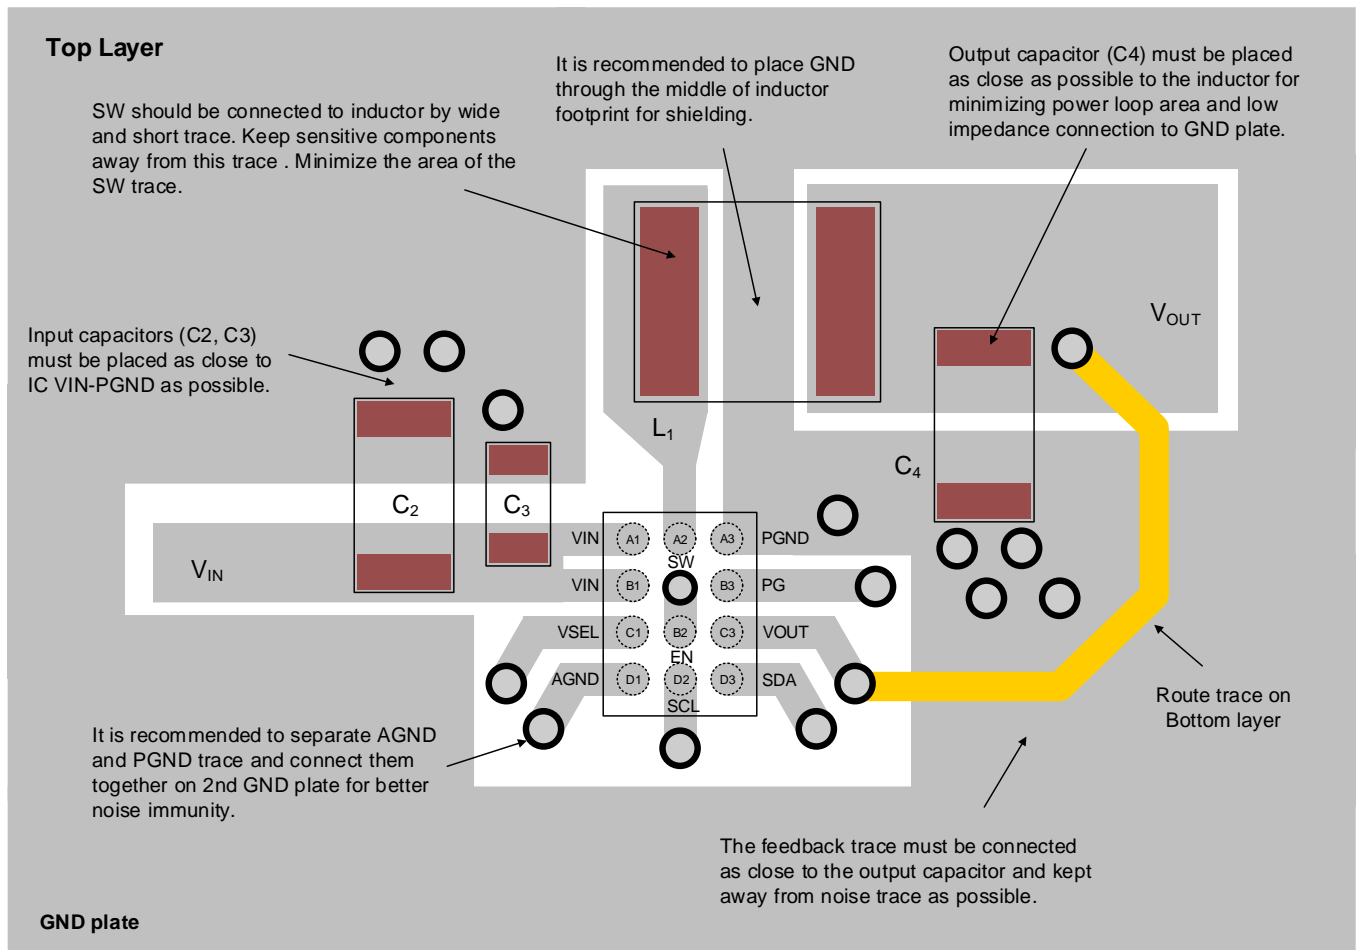 Top Layer
SW should be connected to inductor by wide
and short trace. Keep sensitive components
away from this trace . Minimize the area of the
SW trace.
It is recommended to place GND
through the middle of inductor
footprint for shielding.
Output capacitor (C4) must be placed
as close as possible to the inductor for
minimizing power loop area and low
impedance connection to GND plate.
Input capacitors (C2, C3)
must be placed as close to
IC VIN-PGND as possible.
VOUT
L1
C4
C2
C3
VIN
VIN A1 A2 A3 PGND
SW
VIN B1 B3 PG
VSEL C1 B2 C3 VOUT
EN
AGND D1 D2 D3 SDA
SCL
Route trace on
Bottom layer
It is recommended to separate AGND
and PGND trace and connect them
together on 2nd GND plate for better
noise immunity.
The feedback trace must be connected
as close to the output capacitor and kept
away from noise trace as possible.
GND plate